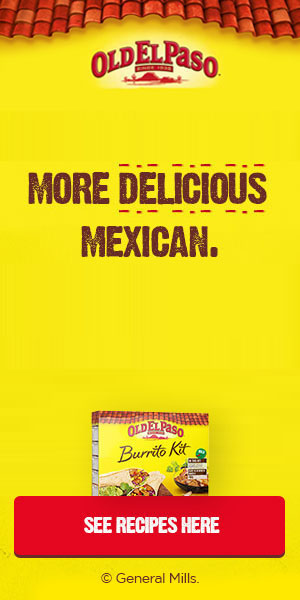 OLD EL PASO
SINCE 1938
MORE DELICIOUS
MEXICAN.
OLD EL PASO
Burrito Kit
SEE RECIPES HERE
© General Mills.